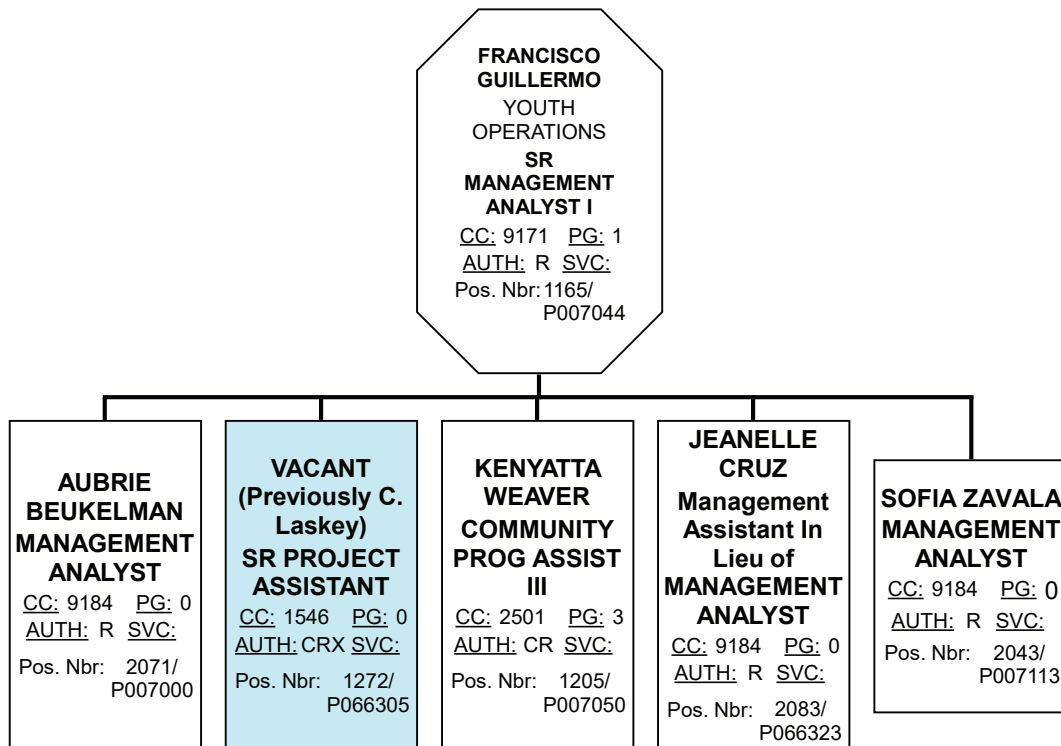 FRANCISCO
GUILLERMO
YOUTH
OPERATIONS
SR
MANAGEMENT
ANALYST I
CC: 9171 PG: 1
AUTH: R SVC:
Pos. Nbr: 1165/
P007044
AUBRIE
BEUKELMAN
MANAGEMENT
ANALYST
CC: 9184 PG: 0
AUTH: R SVC:
Pos. Nbr: 2071/
P007000
VACANT
(Previously C.
Laskey)
SR PROJECT
ASSISTANT
CC: 1546 PG: 0
AUTH: CRX SVC:
Pos. Nbr: 1272/
P066305
KENYATTA
WEAVER
COMMUNITY
PROG ASSIST
III
CC: 2501 PG: 3
AUTH: CR SVC:
Pos. Nbr: 1205/
P007050
JEANELLE
CRUZ
Management
Assistant In
Lieu of
MANAGEMENT
ANALYST
CC: 9184 PG: 0
AUTH: R SVC:
Pos. Nbr: 2083/
P066323
SOFIA ZAVALA
MANAGEMENT
ANALYST
CC: 9184 PG: 0
AUTH: R SVC:
Pos. Nbr: 2043/
P007113